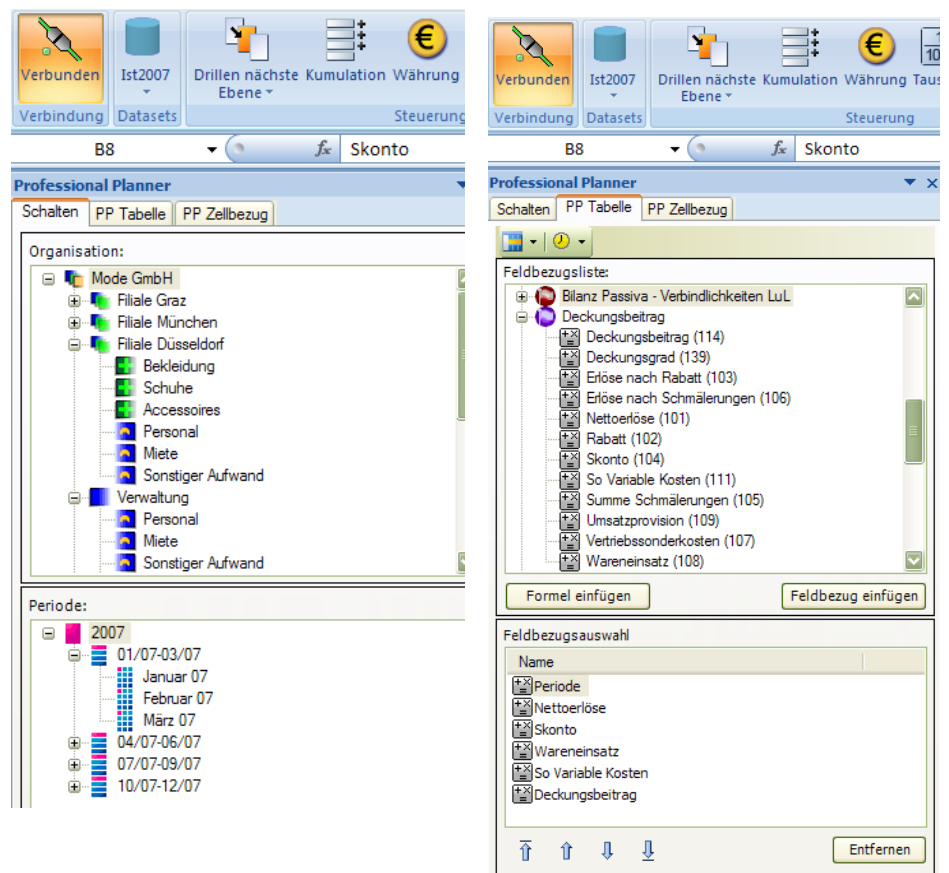 Verbunden
Ist2007
Drillen nächste
Ebene
Kumulation
Währung
Verbindung
Datasets
Steuerung
B8
fx
Skonto
Professional Planner
Schalten
PP Tabelle
PP Zellbezug
Organisation:
Mode GmbH
Filiale Graz
Filiale München
Filiale Düsseldorf
Bekleidung
Schuhe
Accessoires
Personal
Miete
Sonstiger Aufwand
Verwaltung
Personal
Miete
Sonstiger Aufwand
Periode:
2007
01/07-03/07
Januar 07
Februar 07
März 07
04/07-06/07
07/07-09/07
10/07-12/07
Verbunden
Ist2007
Drillen nächste
Ebene
Kumulation
Währung
Taus
1
10
Verbindung
Datasets
Steuerung
B8
fx
Skonto
Professional Planner
Schalten
PP Tabelle
PP Zellbezug
Feldbezugsliste:
Bilanz Passiva - Verbindlichkeiten LuL
Deckungsbeitrag
Deckungsbeitrag (114)
Deckungsgrad (139)
Erlöse nach Rabatt (103)
Erlöse nach Schmälerungen (106)
Nettoerlöse (101)
Rabatt (102)
Skonto (104)
So Variable Kosten (111)
Summe Schmälerungen (105)
Umsatzprovision (109)
Vertriebssonderkosten (107)
Wareneinsatz (108)
Formel einfügen
Feldbezug einfügen
Feldbezugsauswahl
Name
Periode
Nettoerlöse
Skonto
Wareneinsatz
So Variable Kosten
Deckungsbeitrag
Entfernen